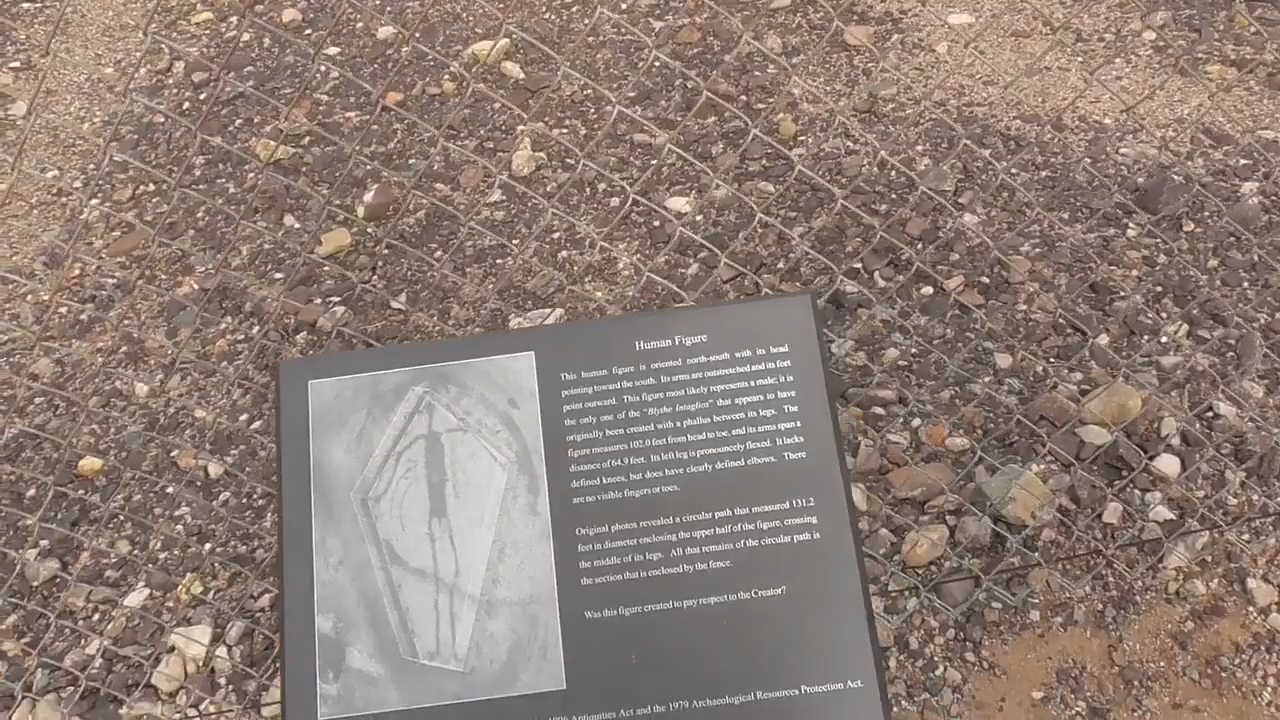 Human Figure
This human figure is oriented north-south with its head
pointing toward the south. Its arms are outstretched and its feet
point outward. This figure most likely represents a male; it is
the only one of the "Blythe Intaglios" that appears to have
originally been created with a phallus between its legs. The
figure measures 102.0 feet from head to toe, and its arms span a
distance of 64.9 feet. Its left leg is pronouncely flexed. It lacks
defined knees, but does have clearly defined elbows. There
are no visible fingers or toes.
Original photos revealed a circular path that measured 131.2
feet in diameter enclosing the upper half of the figure, crossing
the middle of its legs. All that remains of the circular path is
the section that is enclosed by the fence.
Was this figure created to pay respect to the Creator?
Antiquities Act and the 1979 Archaeological Resources Protection Act.